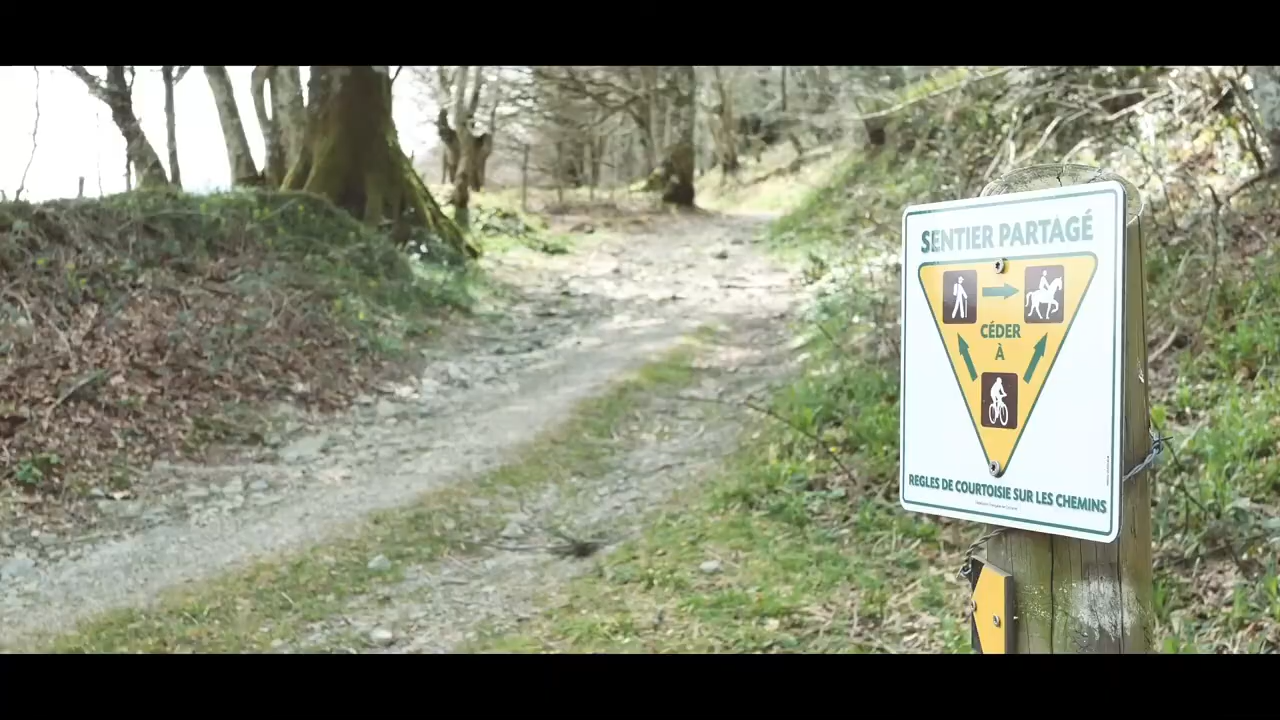 SENTIER PARTAGÉ
CÉDER
À
REGLES DE COURTOISIE SUR LES CHEMINS